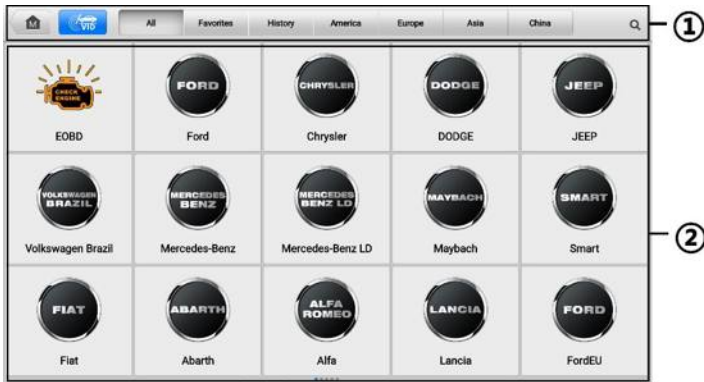 VID All Favorites History America Europe Asia China ①
CHECK ENGINE FORD CHRYSLER DODGE JEEP
EOBD Ford Chrysler DODGE JEEP
VOLKSWAGEN BRAZIL MERCEDES BENZ MERCEDES BENZ LD MAYBACH SMART ②
Volkswagen Brazil Mercedes-Benz Mercedes-Benz LD Maybach Smart
FIAT ABARTH ALFA ROMEO LANCIA FORD
Fiat Abarth Alfa Lancia FordEU